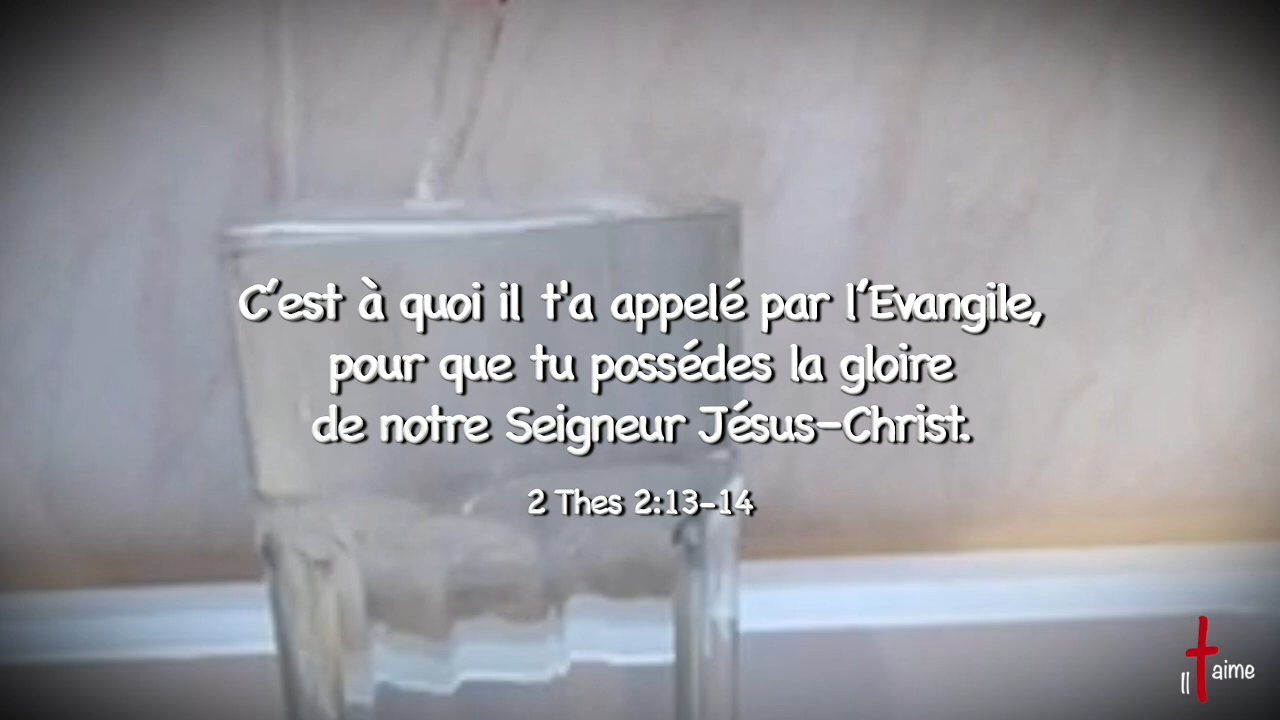 C'est à quoi il t'a appelé par l'Evangile,
pour que tu possédes la gloire
de notre Seigneur Jésus-Christ.
2 Thes 2:13-14
Il t aime